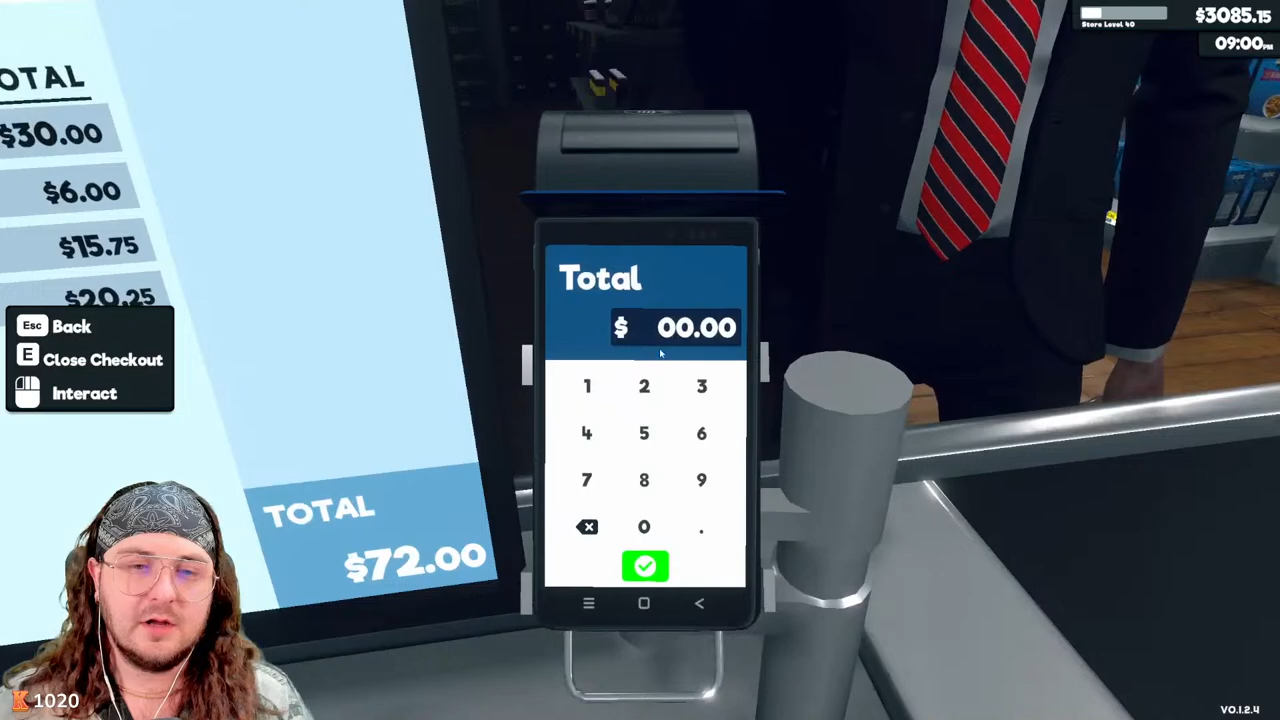 OTAL
$30.00
$6.00
$15.75
$20.25
Esc Back
E Close Checkout
Interact
TOTAL
$72.00
Total
$ 00.00
1 2 3
4 5 6
7 8 9
0 .
Store Level 40
$3085.15
09:00PM
K 1020
V0.1.2.4